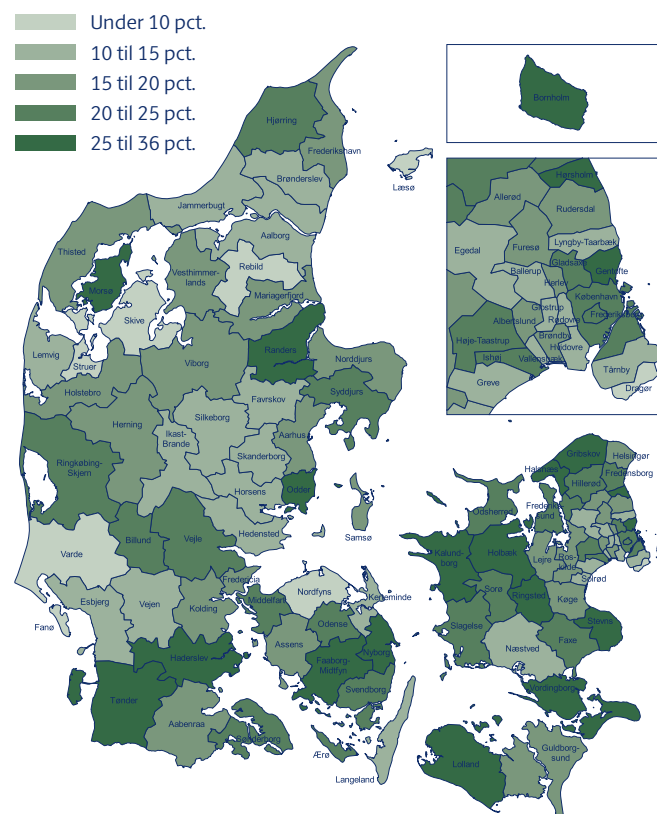 Under 10 pct.
10 til 15 pct.
15 til 20 pct.
20 til 25 pct.
25 til 36 pct.
Bornholm
Hjørring
Frederikshavn
Læsø
Brønderslev
Jammerbugt
Aalborg
Thisted
Vesthimmer-
lands
Rebild
Morsø
Mariagerfjord
Skive
Lemvig
Struer
Viborg
Randers
Norddjurs
Holstebro
Favrskov
Syddjurs
Herning
Silkeborg
Ikast-
Brande
Aarhus
Skanderborg
Ringkøbing-
Skjern
Horsens
Odder
Samsø
Hedensted
Billund
Vejle
Varde
Fredericia
Esbjerg
Vejen
Kolding
Middelfart
Nordfyns
Kerteminde
Fanø
Odense
Assens
Nyborg
Haderslev
Faaborg-
Midtfyn
Tønder
Svendborg
Aabenraa
Sønderborg
Ærø
Langeland
Hørsholm
Allerød
Rudersdal
Egedal
Furesø
Lyngby-Taarbæk
Ballerup
Gladsaxe
Gentofte
Herlev
København
Glostrup
Frederiksberg
Albertslund
Rødovre
Brøndby
Høje-Taastrup
Hvidovre
Ishøj
Vallensbæk
Tårnby
Greve
Dragør
Gribskov
Helsingør
Halsnæs
Hillerød
Fredensborg
Odsherred
Frederiks-
sund
Kalund-
borg
Holbæk
Lejre
Ros-
kilde
Solrød
Sorø
Ringsted
Køge
Slagelse
Stevns
Faxe
Næstved
Vordingborg
Guldborg-
sund
Lolland